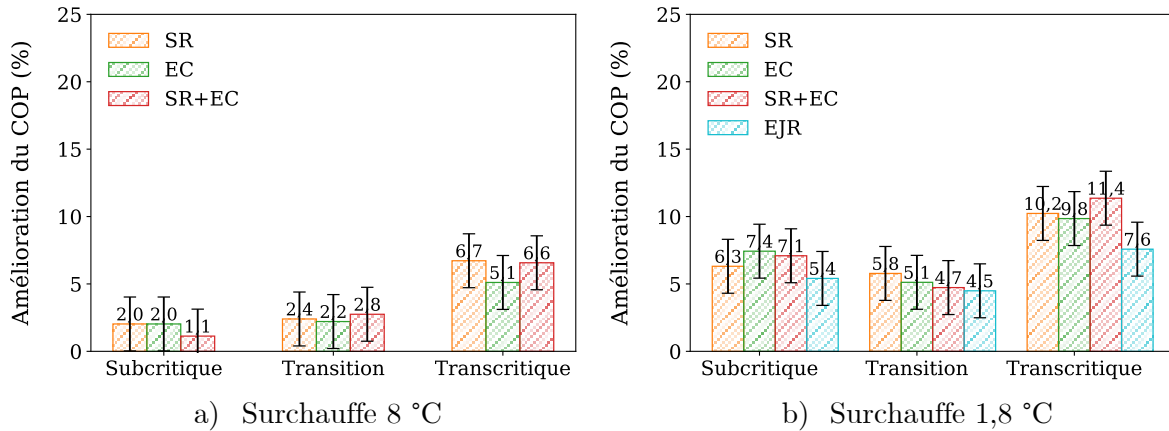 Amélioration du COP (%)
25
20
15
10
5
0
SR
EC
SR+EC
2,0
2,0
1,1
2,4
2,2
2,8
6,7
5,1
6,6
Subcritique
Transition
Transcritique
a) Surchauffe 8 °C
Amélioration du COP (%)
25
20
15
10
5
0
SR
EC
SR+EC
EJR
6,3
7,4
7,1
5,4
5,8
5,1
4,7
4,5
10,2
9,8
11,4
7,6
Subcritique
Transition
Transcritique
b) Surchauffe 1,8 °C